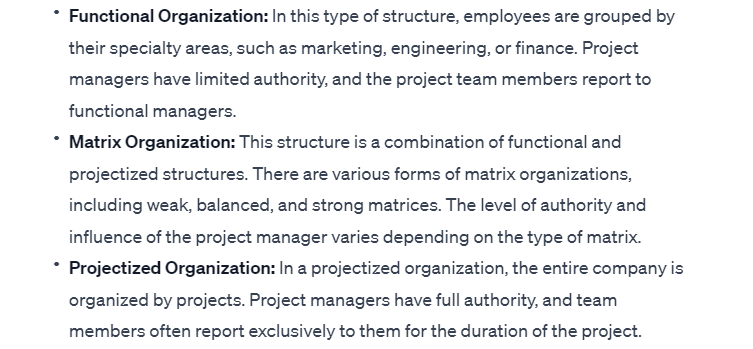 • Functional Organization: In this type of structure, employees are grouped by
their specialty areas, such as marketing, engineering, or finance. Project
managers have limited authority, and the project team members report to
functional managers.
• Matrix Organization: This structure is a combination of functional and
projectized structures. There are various forms of matrix organizations,
including weak, balanced, and strong matrices. The level of authority and
influence of the project manager varies depending on the type of matrix.
• Projectized Organization: In a projectized organization, the entire company is
organized by projects. Project managers have full authority, and team
members often report exclusively to them for the duration of the project.